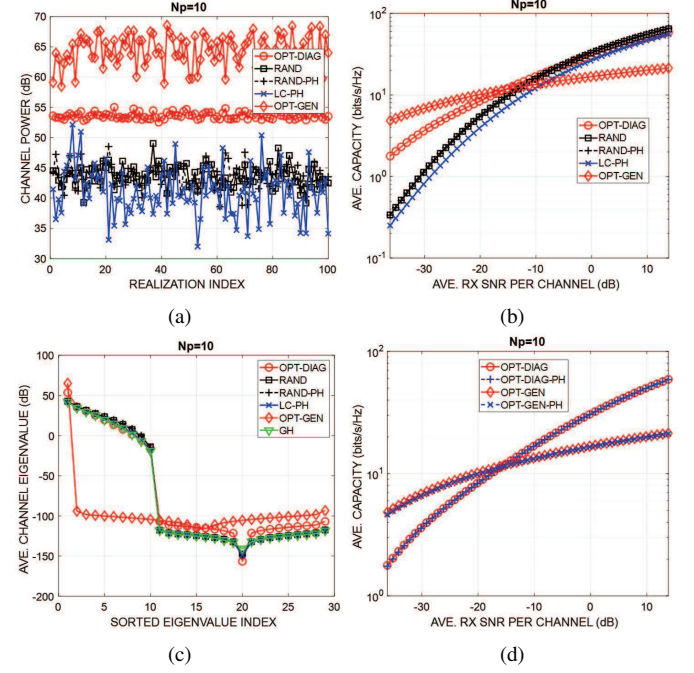 Np=10
CHANNEL POWER (dB)
70
65
60
55
50
45
40
35
30
0
20
40
60
80
100
REALIZATION INDEX
OPT-DIAG
RAND
RAND-PH
LC-PH
OPT-GEN
(a)
Np=10
AVE. CAPACITY (bits/s/Hz)
10^2
10^1
10^0
10^-1
-30
-20
-10
0
10
AVE. RX SNR PER CHANNEL (dB)
OPT-DIAG
RAND
RAND-PH
LC-PH
OPT-GEN
(b)
Np=10
AVE. CHANNEL EIGENVALUE (dB)
100
50
0
-50
-100
-150
-200
0
5
10
15
20
25
30
SORTED EIGENVALUE INDEX
OPT-DIAG
RAND
RAND-PH
LC-PH
OPT-GEN
GH
(c)
Np=10
AVE. CAPACITY (bits/s/Hz)
10^2
10^1
10^0
-30
-20
-10
0
10
AVE. RX SNR PER CHANNEL (dB)
OPT-DIAG
OPT-DIAG-PH
OPT-GEN
OPT-GEN-PH
(d)